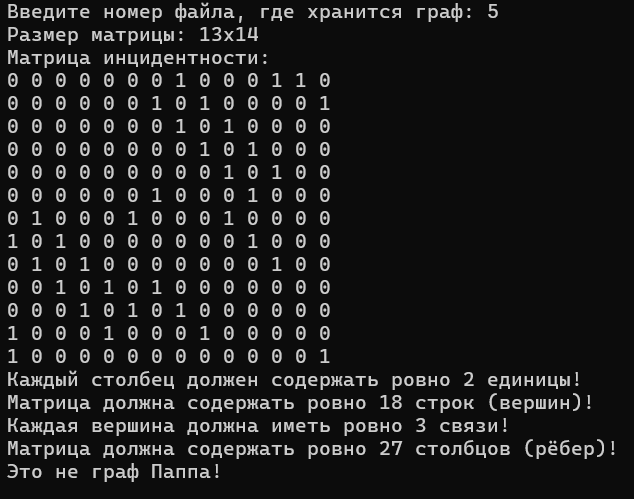 Введите номер файла, где хранится граф: 5
Размер матрицы: 13x14
Матрица инцидентности:
0 0 0 0 0 0 0 1 0 0 0 1 1 0
0 0 0 0 0 0 1 0 1 0 0 0 0 1
0 0 0 0 0 0 0 1 0 1 0 0 0 0
0 0 0 0 0 0 0 0 1 0 1 0 0 0
0 0 0 0 0 0 0 0 0 1 0 1 0 0
0 0 0 0 0 0 1 0 0 0 1 0 0 0
0 1 0 0 0 1 0 0 0 1 0 0 0 0
1 0 1 0 0 0 0 0 0 0 1 0 0 0
0 1 0 1 0 0 0 0 0 0 0 1 0 0
0 0 1 0 1 0 1 0 0 0 0 0 0 0
0 0 0 1 0 1 0 1 0 0 0 0 0 0
1 0 0 0 1 0 0 0 1 0 0 0 0 0
1 0 0 0 0 0 0 0 0 0 0 0 0 1
Каждый столбец должен содержать ровно 2 единицы!
Матрица должна содержать ровно 18 строк (вершин)!
Каждая вершина должна иметь ровно 3 связи!
Матрица должна содержать ровно 27 столбцов (рёбер)!
Это не граф Паппа!